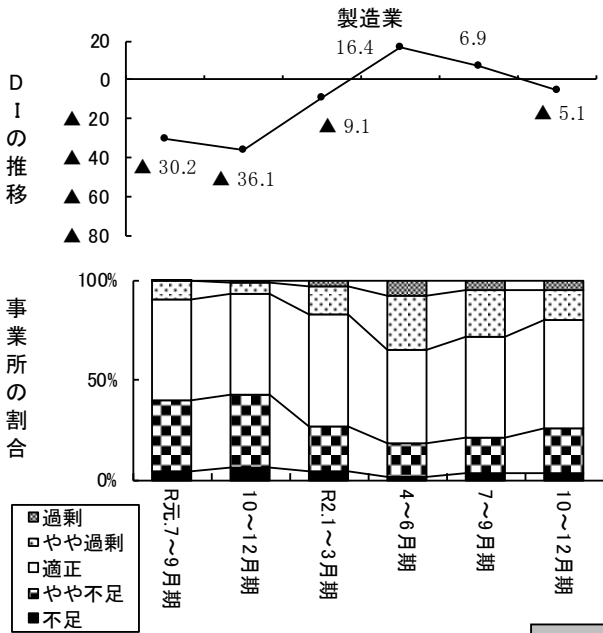 製造業
DIの推移
20
0
▲ 20
▲ 40
▲ 60
▲ 80
▲ 30.2
▲ 36.1
▲ 9.1
16.4
6.9
▲ 5.1
事業所の割合
100%
50%
0%
R元.7～9月期
10～12月期
R2.1～3月期
4～6月期
7～9月期
10～12月期
過剰
やや過剰
適正
やや不足
不足